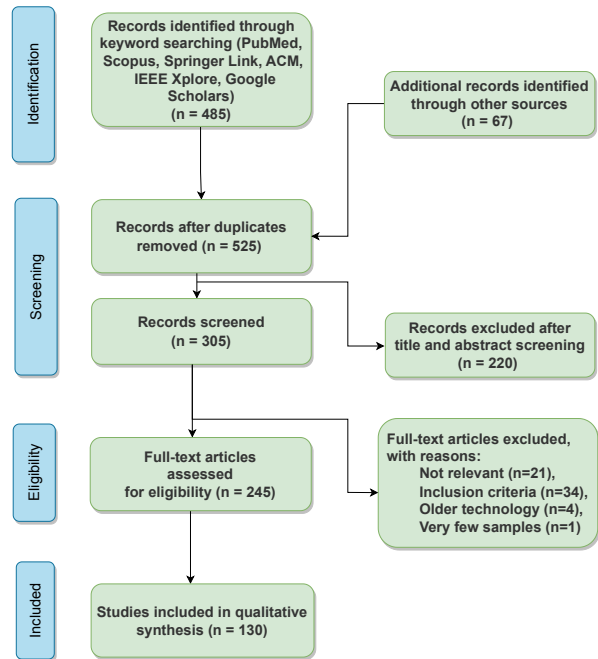 Identification
Records identified through
keyword searching (PubMed,
Scopus, Springer Link, ACM,
IEEE Xplore, Google
Scholars)
(n = 485)
Additional records identified
through other sources
(n = 67)
Screening
Records after duplicates
removed (n = 525)
Records screened
(n = 305)
Records excluded after
title and abstract screening
(n = 220)
Eligibility
Full-text articles
assessed
for eligibility (n = 245)
Full-text articles excluded,
with reasons:
Not relevant (n=21),
Inclusion criteria(n=34),
Older technology (n=4),
Very few samples (n=1)
Included
Studies included in qualitative
synthesis (n = 130)